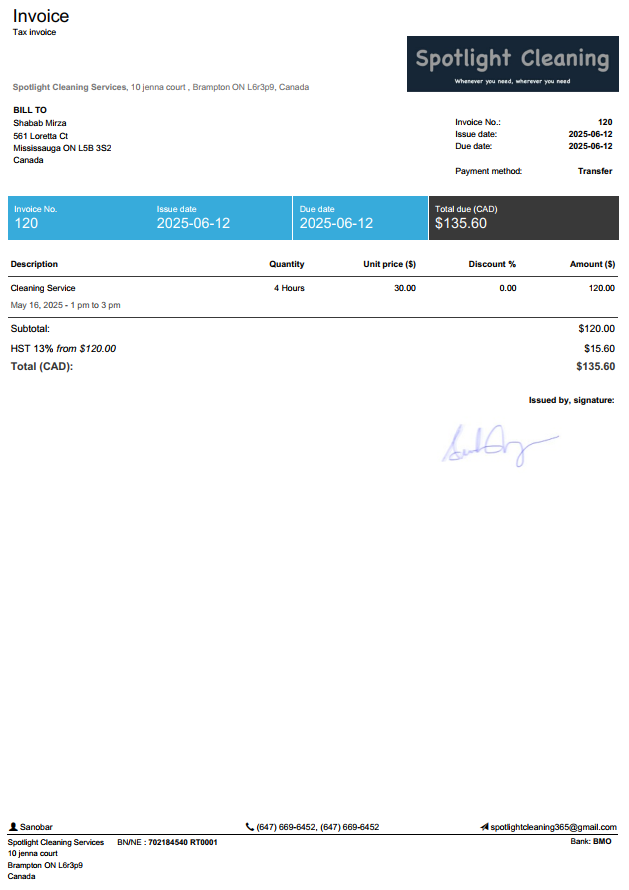 Invoice
Tax invoice
Spotlight Cleaning
Whenever you need, wherever you need
Spotlight Cleaning Services, 10 jenna court , Brampton ON L6r3p9, Canada
BILL TO
Shabab Mirza
561 Loretta Ct
Mississauga ON L5B 3S2
Canada
Invoice No.: 120
Issue date: 2025-06-12
Due date: 2025-06-12
Payment method: Transfer
Invoice No. Issue date Due date Total due (CAD)
120 2025-06-12 2025-06-12 $135.60
Description Quantity Unit price ($) Discount % Amount ($)
Cleaning Service 4 Hours 30.00 0.00 120.00
May 16, 2025 - 1 pm to 3 pm
Subtotal: $120.00
HST 13% from $120.00 $15.60
Total (CAD): $135.60
Issued by, signature:
Sanobar (647) 669-6452, (647) 669-6452 spotlightcleaning365@gmail.com
Spotlight Cleaning Services BN/NE : 702184540 RT0001 Bank: BMO
10 jenna court
Brampton ON L6r3p9
Canada